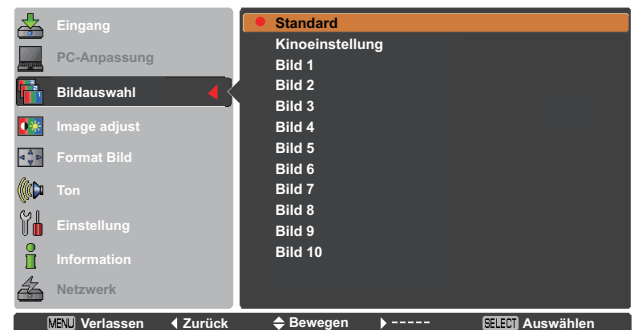 Eingang
PC-Anpassung
Bildauswahl
Image adjust
Format Bild
Ton
Einstellung
Information
Netzwerk
Standard
Kinoeinstellung
Bild 1
Bild 2
Bild 3
Bild 4
Bild 5
Bild 6
Bild 7
Bild 8
Bild 9
Bild 10
MENU Verlassen Zurück Bewegen ----- SELECT Auswählen